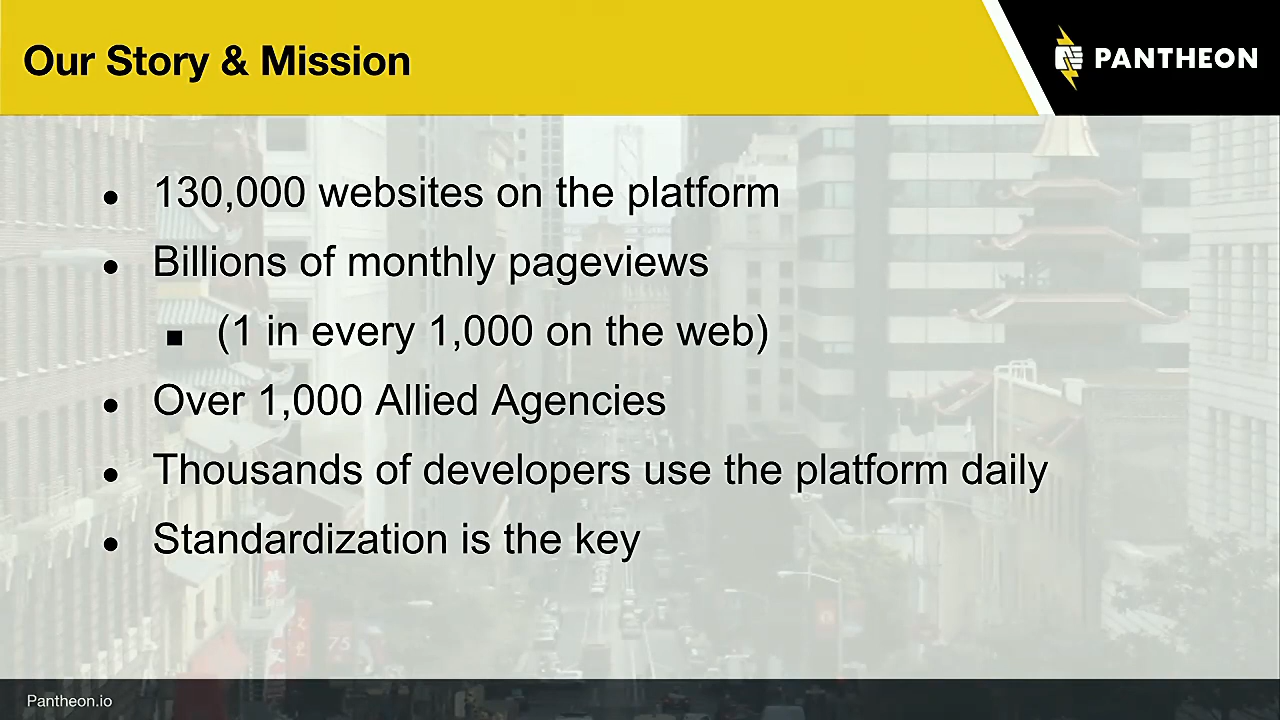 Our Story & Mission
PANTHEON
● 130,000 websites on the platform
● Billions of monthly pageviews
■ (1 in every 1,000 on the web)
● Over 1,000 Allied Agencies
● Thousands of developers use the platform daily
● Standardization is the key
75
Pantheon.io